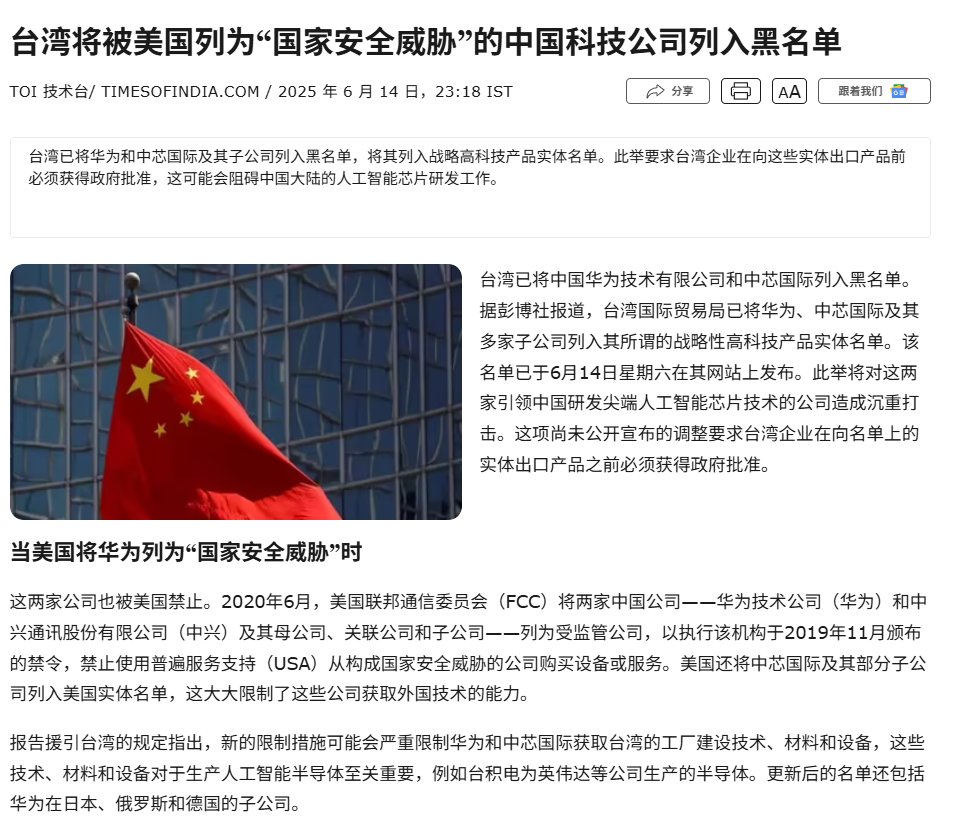 台湾将被美国列为“国家安全威胁”的中国科技公司列入黑名单
TOI 技术台/ TIMESOFINDIA.COM / 2025 年 6 月 14 日，23:18 IST
分享
AA
跟着我们
台湾已将华为和中芯国际及其子公司列入黑名单，将其列入战略高科技产品实体名单。此举要求台湾企业在向这些实体出口产品前
必须获得政府批准，这可能会阻碍中国大陆的人工智能芯片研发工作。
台湾已将中国华为技术有限公司和中芯国际列入黑名单。
据彭博社报道，台湾国际贸易局已将华为、中芯国际及其
多家子公司列入其所谓的战略性高科技产品实体名单。该
名单已于6月14日星期六在其网站上发布。此举将对这两
家引领中国研发尖端人工智能芯片技术的公司造成沉重打
击。这项尚未公开宣布的调整要求台湾企业在向名单上的
实体出口产品之前必须获得政府批准。
当美国将华为列为“国家安全威胁”时
这两家公司也被美国禁止。2020年6月，美国联邦通信委员会（FCC）将两家中国公司——华为技术公司（华为）和中
兴通讯股份有限公司（中兴）及其母公司、关联公司和子公司——列为受监管公司，以执行该机构于2019年11月颁布
的禁令，禁止使用普遍服务支持（USA）从构成国家安全威胁的公司购买设备或服务。美国还将中芯国际及其部分子公
司列入美国实体名单，这大大限制了这些公司获取外国技术的能力。
报告援引台湾的规定指出，新的限制措施可能会严重限制华为和中芯国际获取台湾的工厂建设技术、材料和设备，这些
技术、材料和设备对于生产人工智能半导体至关重要，例如台积电为英伟达等公司生产的半导体。更新后的名单还包括
华为在日本、俄罗斯和德国的子公司。